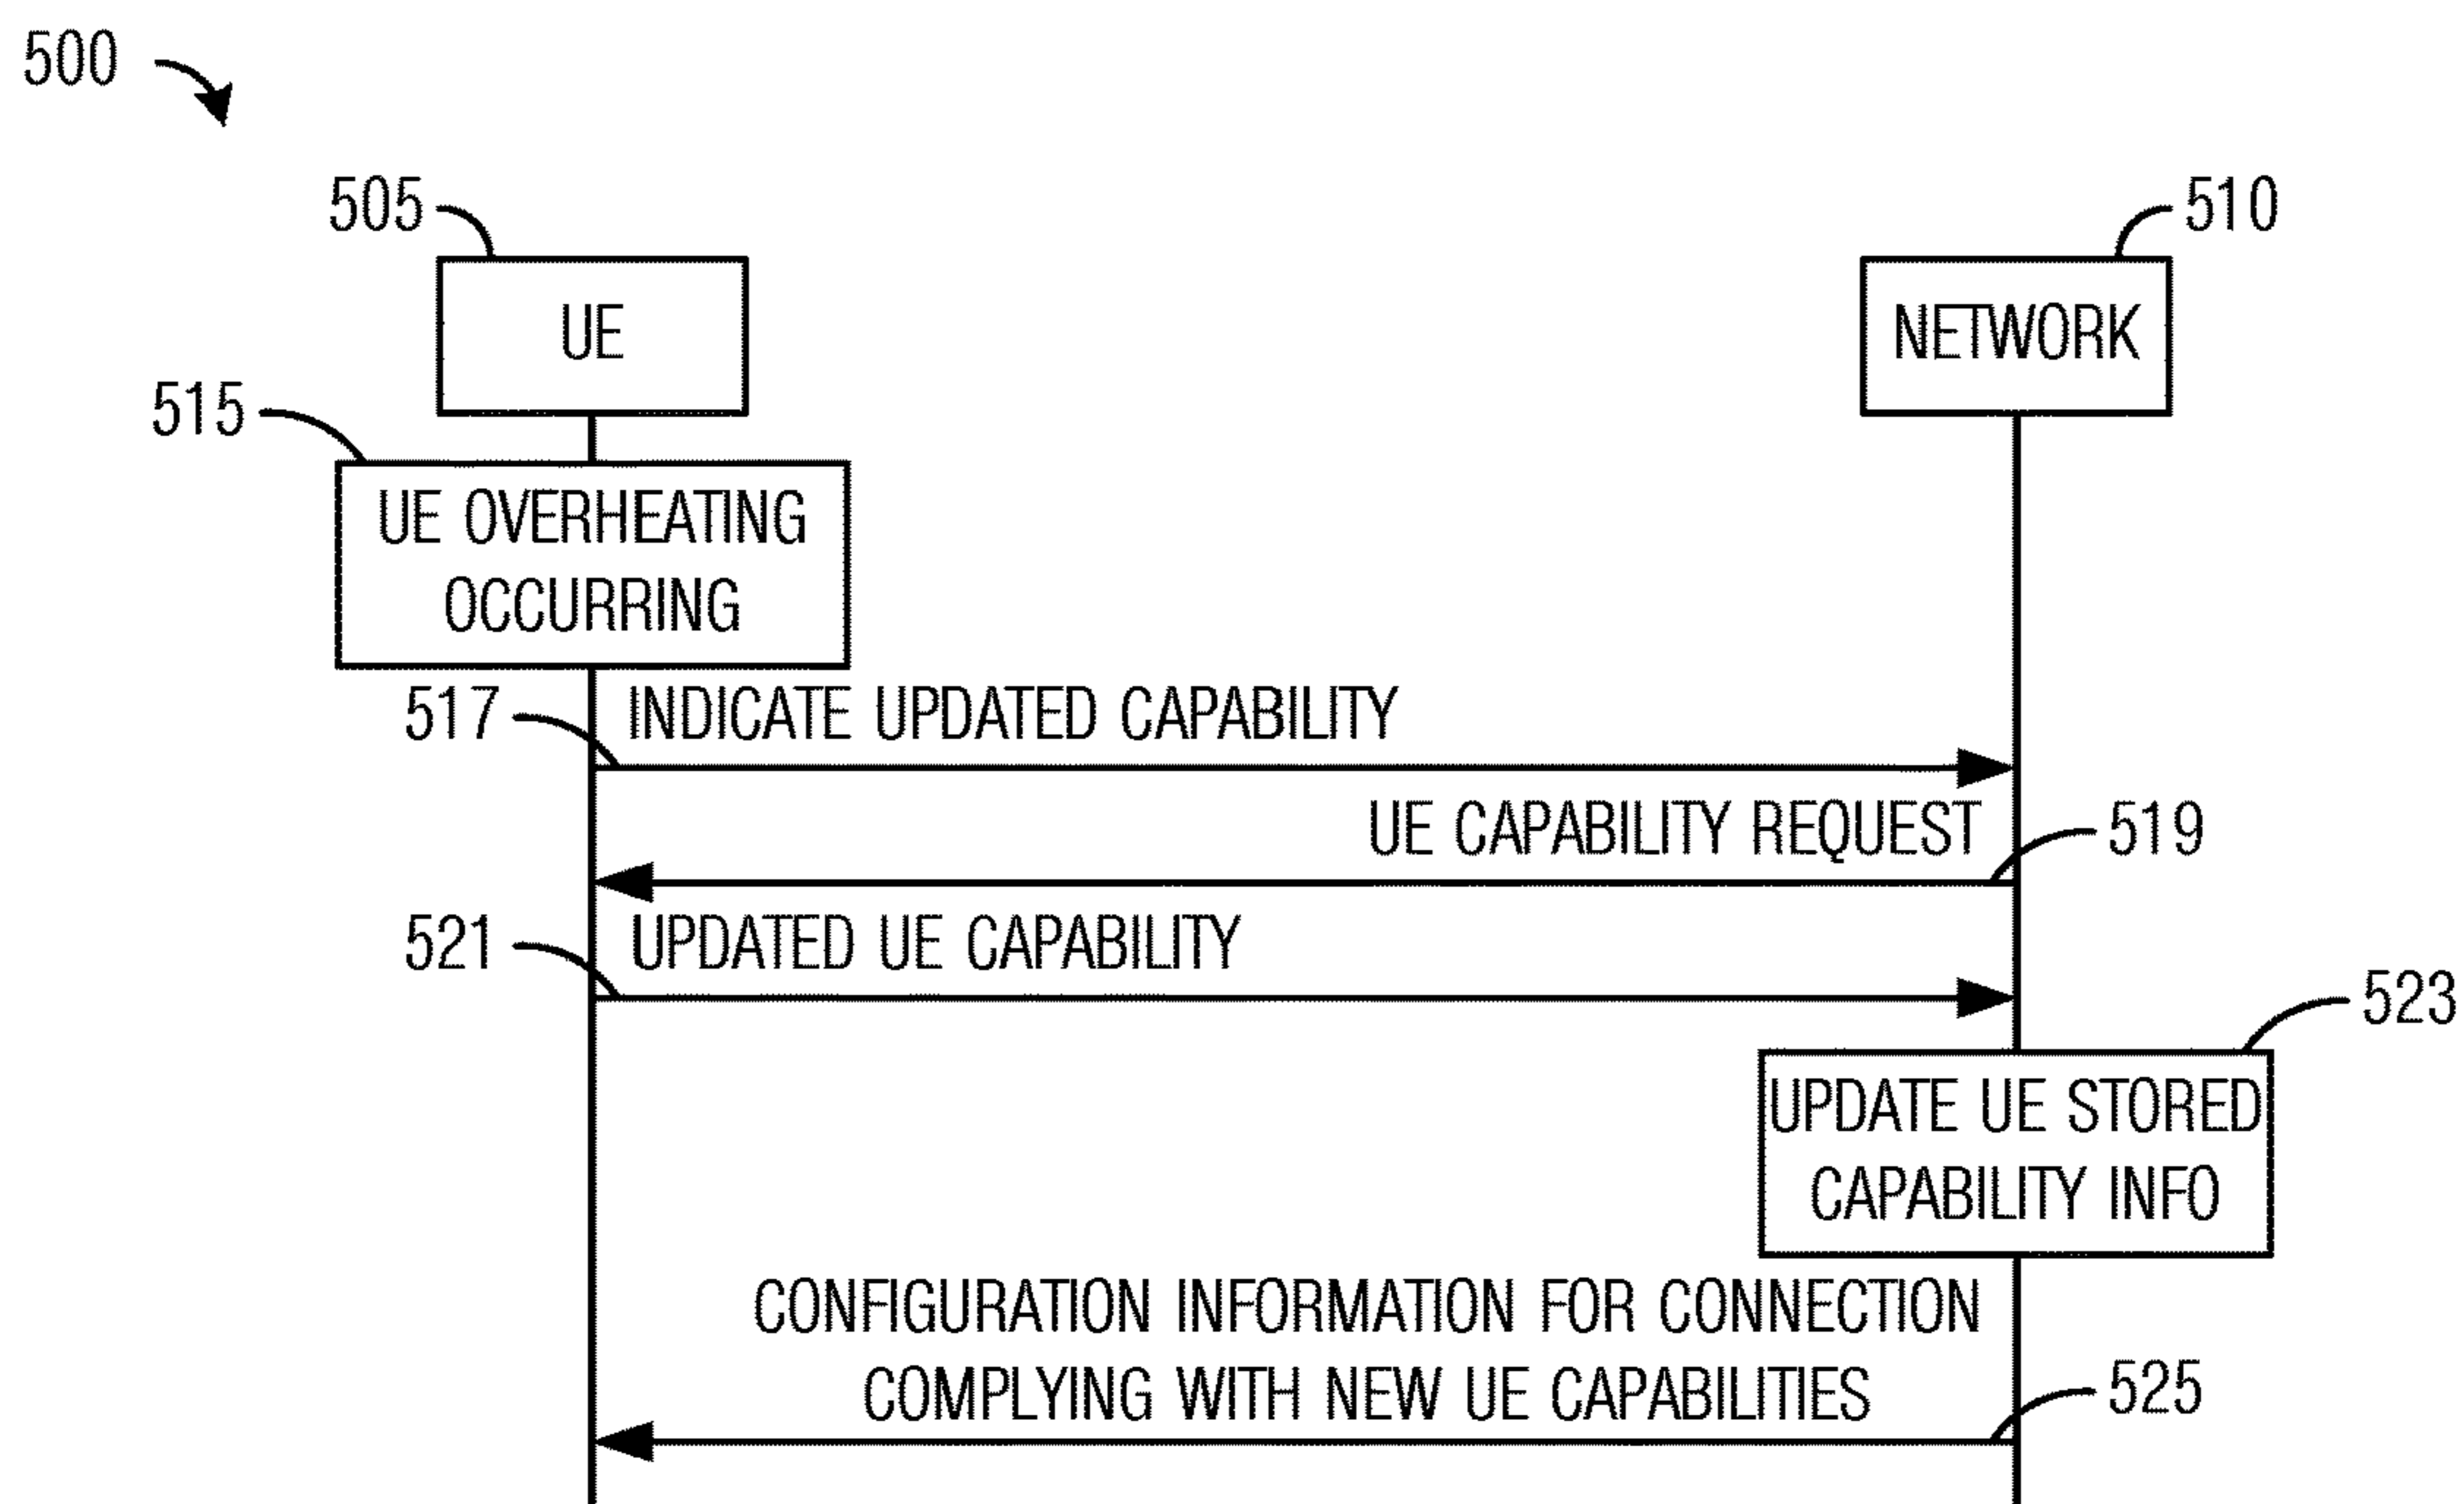 500
505
510
UE
NETWORK
515
UE OVERHEATING
OCCURRING
517
INDICATE UPDATED CAPABILITY
UE CAPABILITY REQUEST
519
521
UPDATED UE CAPABILITY
523
UPDATE UE STORED
CAPABILITY INFO
CONFIGURATION INFORMATION FOR CONNECTION
COMPLYING WITH NEW UE CAPABILITIES
525